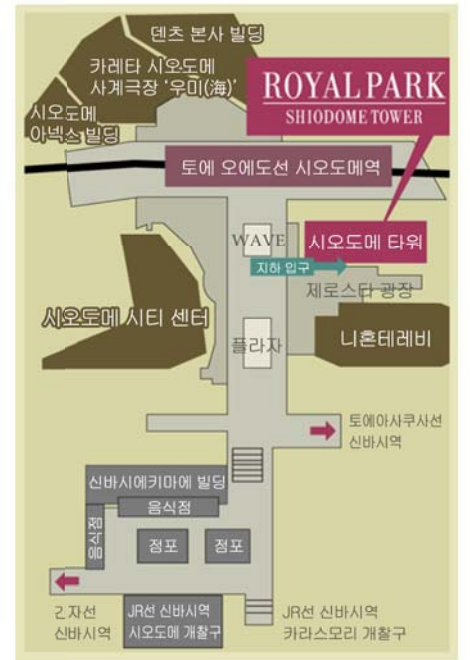 덴츠 본사 빌딩
카레타 시오도메
사계극장 '우미(海)'
시오도메
아넥스 빌딩
ROYAL PARK
SHIODOME TOWER
토에 오에도선 시오도메역
WAVE
시오도메 타워
지하 입구
제로스타 광장
시오도메 시티 센터
플라자
니혼테레비
토에아사쿠사선
신바시역
신바시에키마에 빌딩
음식점
음식점
점포
점포
긴자선
신바시역
JR선 신바시역
시오도메 개찰구
JR선 신바시역
카라스모리 개찰구